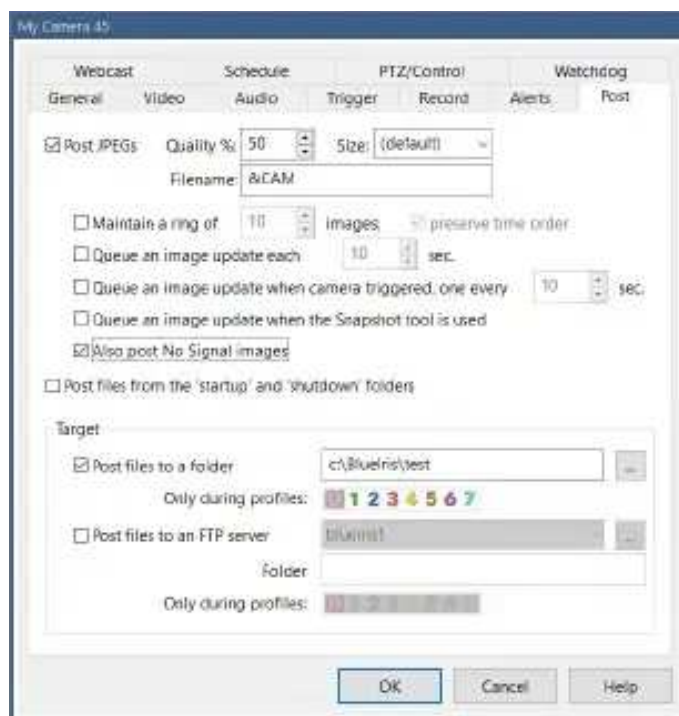 My Camera 45
Webcast Schedule PTZ/Control Watchdog
General Video Audio Trigger Record Alerts Post
Post JPEGs Quality %: 50 Size: (default)
Filename: &CAM
Maintain a ring of 10 images preserve time order
Queue an image update each 10 sec.
Queue an image update when camera triggered, one every 10 sec.
Queue an image update when the Snapshot tool is used
Also post No Signal images
Post files from the 'startup' and 'shutdown' folders
Target
Post files to a folder c:\BlueIris\test ...
Only during profiles: 1 2 3 4 5 6 7
Post files to an FTP server ...
Folder
Only during profiles:
OK Cancel Help